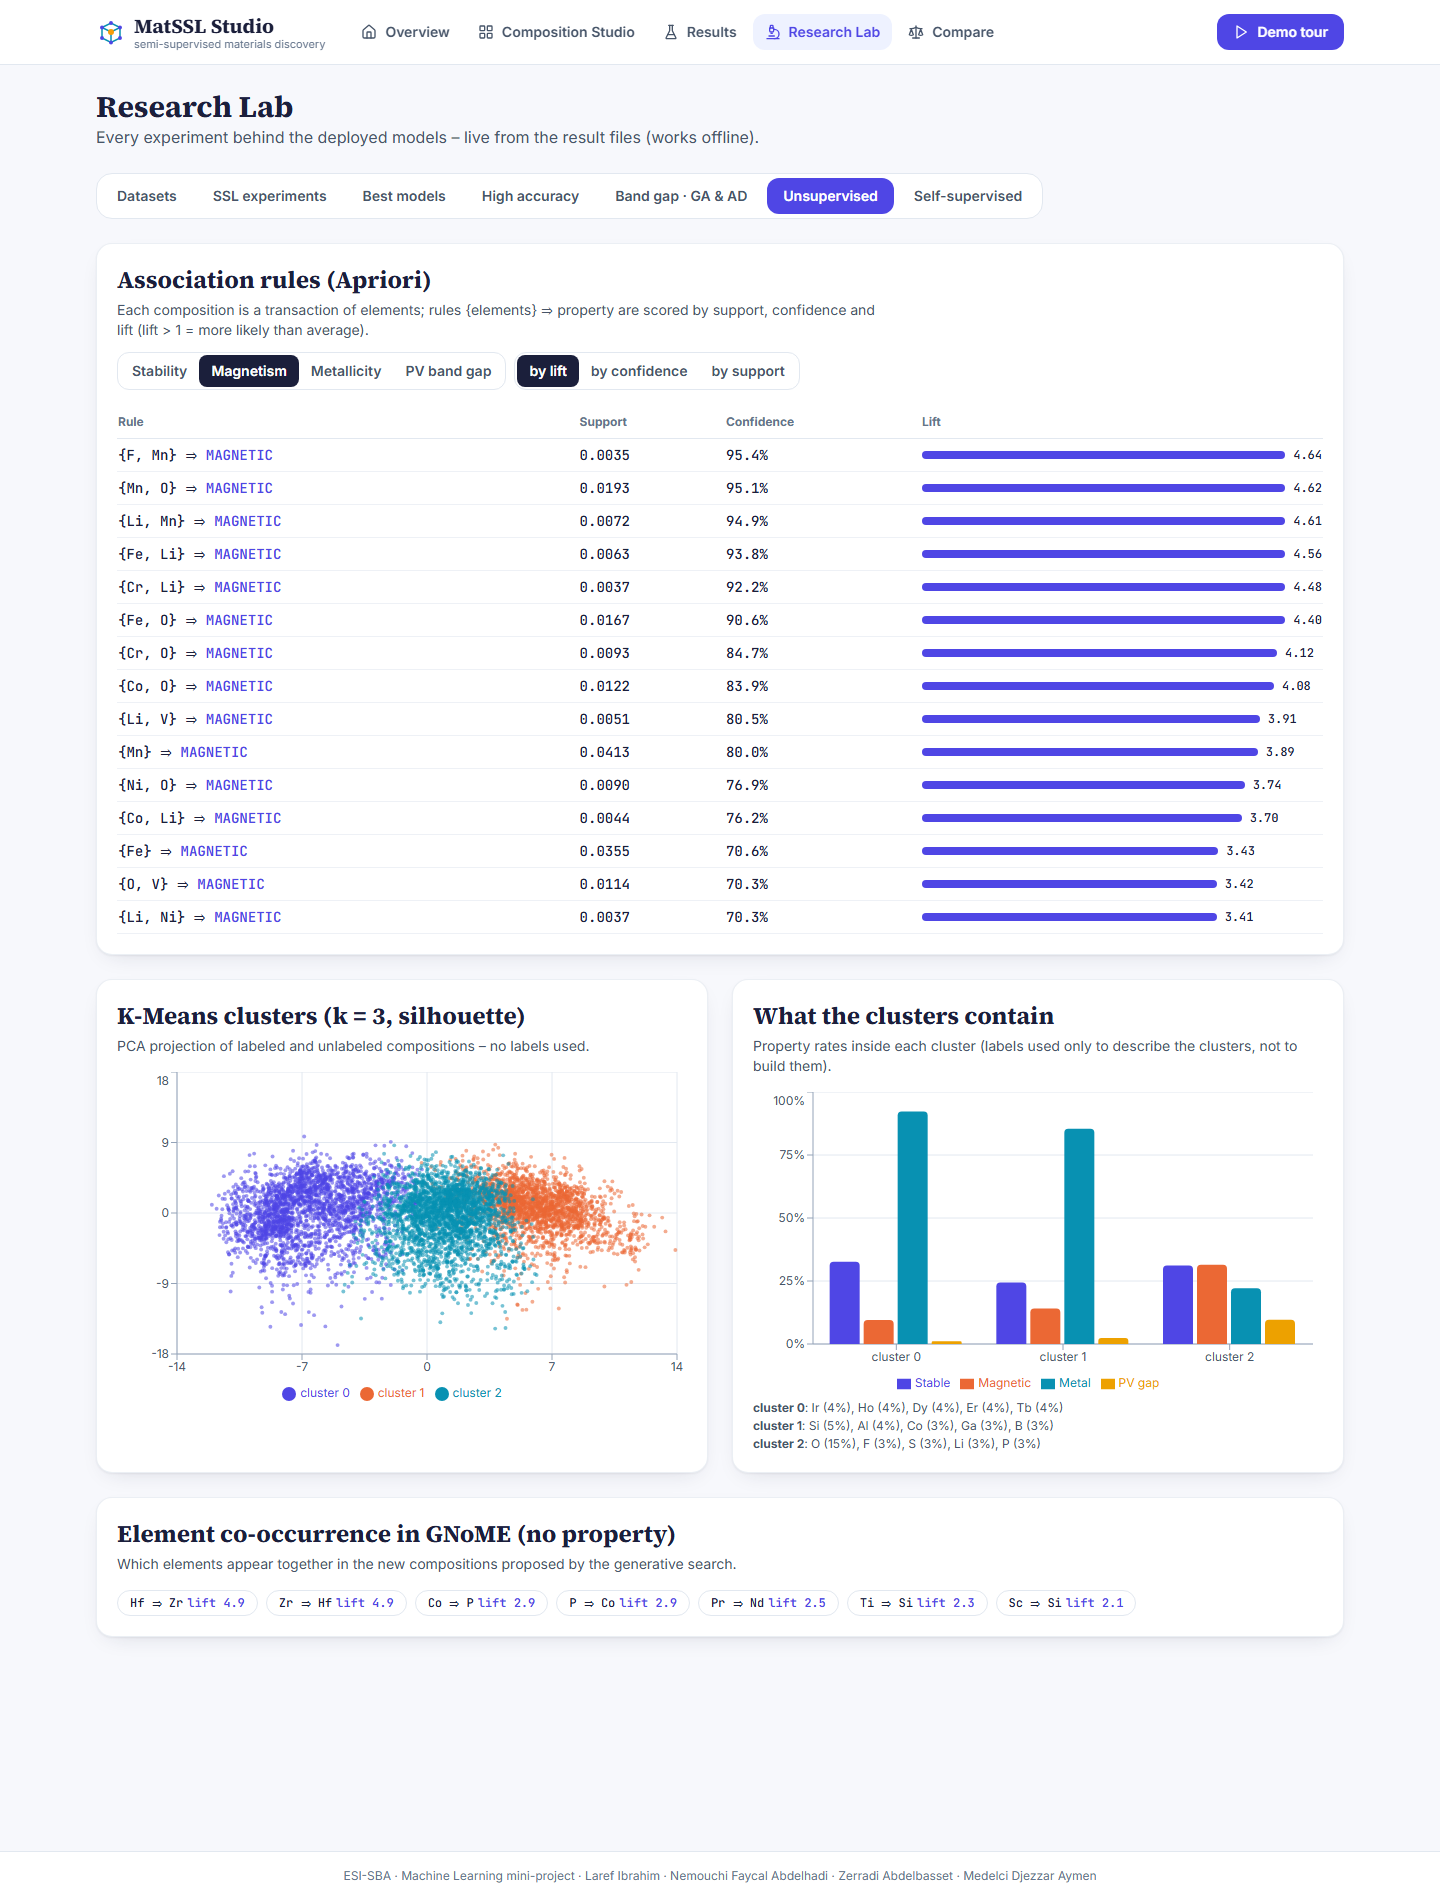 MatSSL Studio
semi-supervised materials discovery
Overview
Composition Studio
Results
Research Lab
Compare
Demo tour
Research Lab
Every experiment behind the deployed models – live from the result files (works offline).
Datasets
SSL experiments
Best models
High accuracy
Band gap · GA & AD
Unsupervised
Self-supervised
Association rules (Apriori)
Each composition is a transaction of elements; rules {elements} ⇒ property are scored by support, confidence and
lift (lift > 1 = more likely than average).
Stability
Magnetism
Metallicity
PV band gap
by lift
by confidence
by support
Rule Support Confidence Lift
{F, Mn} ⇒ MAGNETIC 0.0035 95.4% 4.64
{Mn, O} ⇒ MAGNETIC 0.0193 95.1% 4.62
{Li, Mn} ⇒ MAGNETIC 0.0072 94.9% 4.61
{Fe, Li} ⇒ MAGNETIC 0.0063 93.8% 4.56
{Cr, Li} ⇒ MAGNETIC 0.0037 92.2% 4.48
{Fe, O} ⇒ MAGNETIC 0.0167 90.6% 4.40
{Cr, O} ⇒ MAGNETIC 0.0093 84.7% 4.12
{Co, O} ⇒ MAGNETIC 0.0122 83.9% 4.08
{Li, V} ⇒ MAGNETIC 0.0051 80.5% 3.91
{Mn} ⇒ MAGNETIC 0.0413 80.0% 3.89
{Ni, O} ⇒ MAGNETIC 0.0090 76.9% 3.74
{Co, Li} ⇒ MAGNETIC 0.0044 76.2% 3.70
{Fe} ⇒ MAGNETIC 0.0355 70.6% 3.43
{O, V} ⇒ MAGNETIC 0.0114 70.3% 3.42
{Li, Ni} ⇒ MAGNETIC 0.0037 70.3% 3.41
K-Means clusters (k = 3, silhouette)
PCA projection of labeled and unlabeled compositions – no labels used.
18
9
0
-9
-18
-14 -7 0 7 14
cluster 0 cluster 1 cluster 2
What the clusters contain
Property rates inside each cluster (labels used only to describe the clusters, not to
build them).
100%
75%
50%
25%
0%
cluster 0 cluster 1 cluster 2
Stable Magnetic Metal PV gap
cluster 0: Ir (4%), Ho (4%), Dy (4%), Er (4%), Tb (4%)
cluster 1: Si (5%), Al (4%), Co (3%), Ga (3%), B (3%)
cluster 2: O (15%), F (3%), S (3%), Li (3%), P (3%)
Element co-occurrence in GNoME (no property)
Which elements appear together in the new compositions proposed by the generative search.
Hf ⇒ Zr lift 4.9
Zr ⇒ Hf lift 4.9
Co ⇒ P lift 2.9
P ⇒ Co lift 2.9
Pr ⇒ Nd lift 2.5
Ti ⇒ Si lift 2.3
Sc ⇒ Si lift 2.1
ESI-SBA · Machine Learning mini-project · Laref Ibrahim · Nemouchi Faycal Abdelhadi · Zerradi Abdelbasset · Medelci Djezzar Aymen